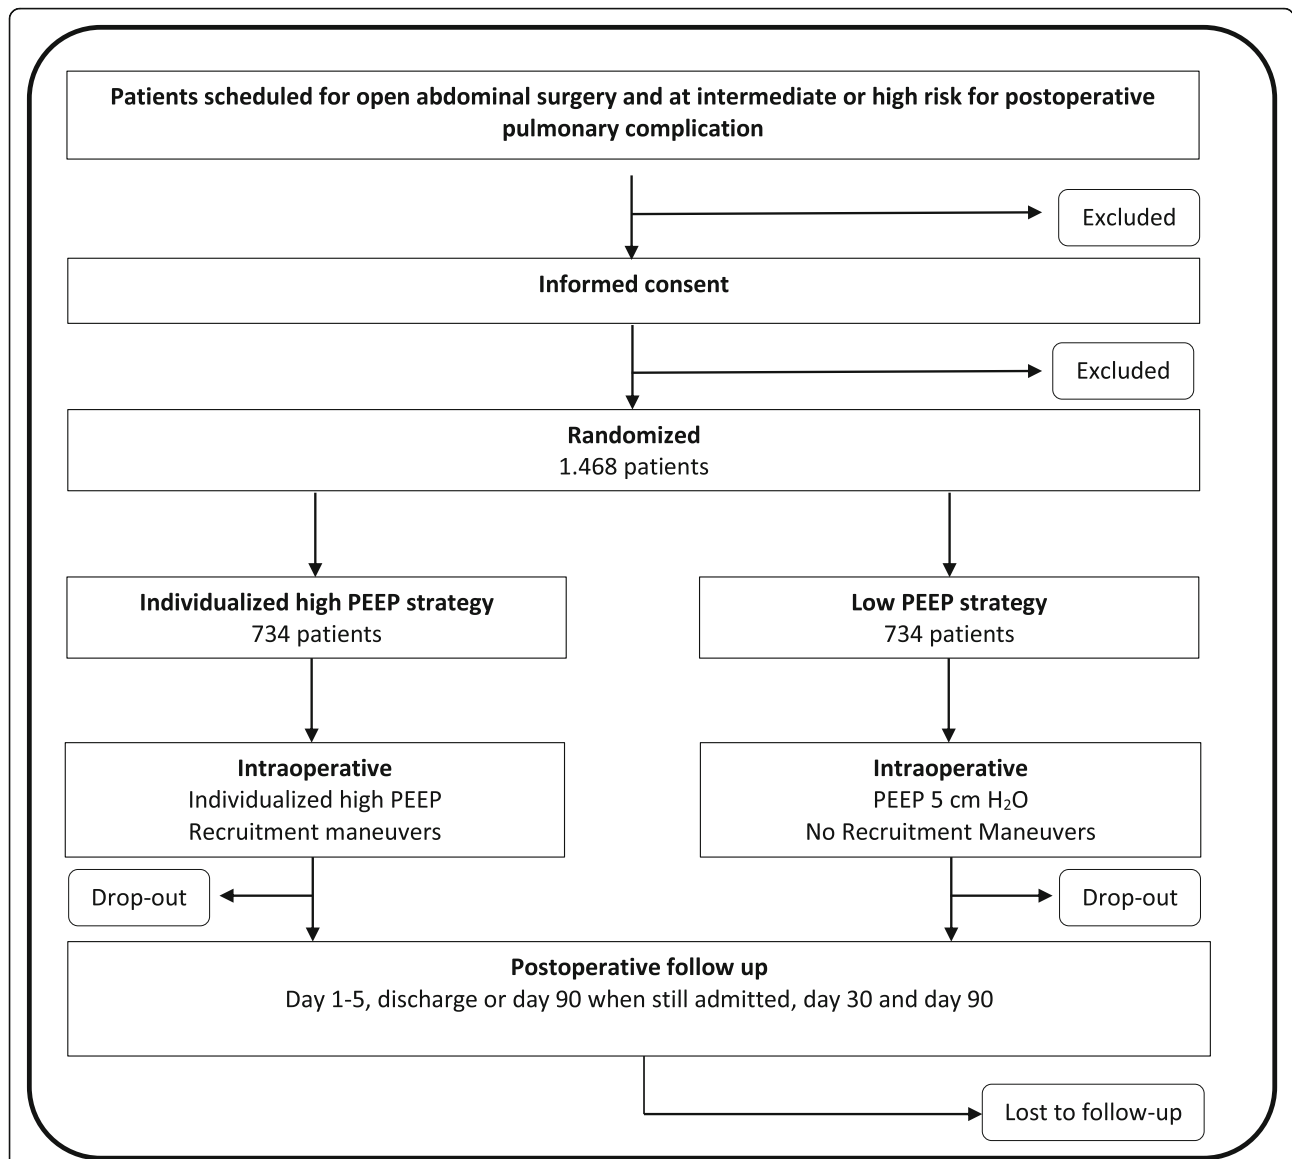 Patients scheduled for open abdominal surgery and at intermediate or high risk for postoperative
pulmonary complication
Excluded
Informed consent
Excluded
Randomized
1.468 patients
Individualized high PEEP strategy
734 patients
Low PEEP strategy
734 patients
Intraoperative
Individualized high PEEP
Recruitment maneuvers
Intraoperative
PEEP 5 cm H₂O
No Recruitment Maneuvers
Drop-out
Drop-out
Postoperative follow up
Day 1-5, discharge or day 90 when still admitted, day 30 and day 90
Lost to follow-up